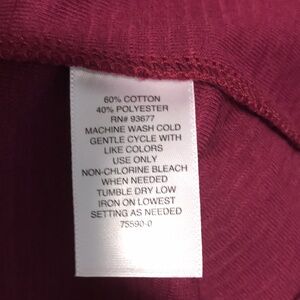 60% COTTON
40% POLYESTER
RN# 93677
MACHINE WASH COLD
GENTLE CYCLE WITH
LIKE COLORS
USE ONLY
NON-CHLORINE BLEACH
WHEN NEEDED
TUMBLE DRY LOW
IRON ON LOWEST
SETTING AS NEEDED
75590-0